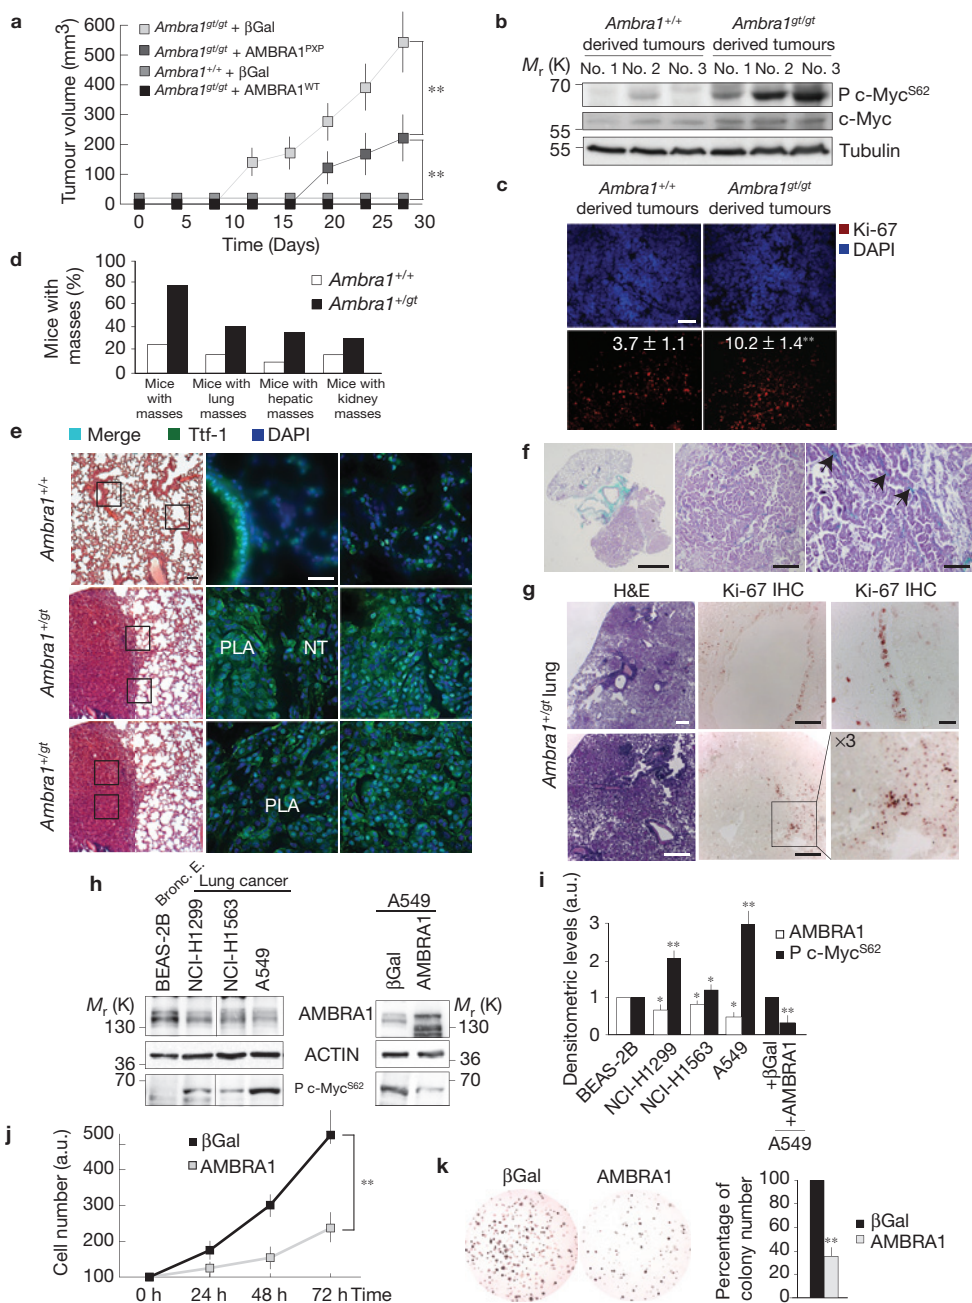 a
Tumour volume (mm3)
600
500
400
300
200
100
0
0 5 10 15 20 25 30
Time (Days)
Ambra1gt/gt + βGal
Ambra1gt/gt + AMBRA1PXP
Ambra1+/+ + βGal
Ambra1gt/gt + AMBRA1WT
**
**
b
Ambra1+/+ derived tumours
Ambra1gt/gt derived tumours
Mr (K) No. 1 No. 2 No. 3 No. 1 No. 2 No. 3
70
P c-MycS62
c-Myc
55
55
Tubulin
c
Ambra1+/+ derived tumours
Ambra1gt/gt derived tumours
Ki-67
DAPI
3.7 ± 1.1
10.2 ± 1.4**
d
Mice with masses (%)
100
80
60
40
20
0
Ambra1+/+
Ambra1+/gt
Mice with masses
Mice with lung masses
Mice with hepatic masses
Mice with kidney masses
e
Merge Ttf-1 DAPI
Ambra1+/+
Ambra1+/gt
PLA NT
Ambra1+/gt
PLA
f
g
H&E Ki-67 IHC Ki-67 IHC
Ambra1+/gt lung
×3
h
Bronc. E.
Lung cancer
BEAS-2B
NCI-H1299
NCI-H1563
A549
A549
βGal
AMBRA1
Mr (K)
Mr (K)
130
AMBRA1
130
36
ACTIN
36
70
P c-MycS62
70
i
Densitometric levels (a.u.)
3
2
1
0
AMBRA1
P c-MycS62
*
**
*
*
*
**
**
BEAS-2B
NCI-H1299
NCI-H1563
A549
+βGal
+AMBRA1
A549
j
Cell number (a.u.)
500
400
300
200
100
βGal
AMBRA1
**
0 h 24 h 48 h 72 h Time
k
βGal AMBRA1
Percentage of colony number
100
80
60
40
20
0
**
βGal
AMBRA1